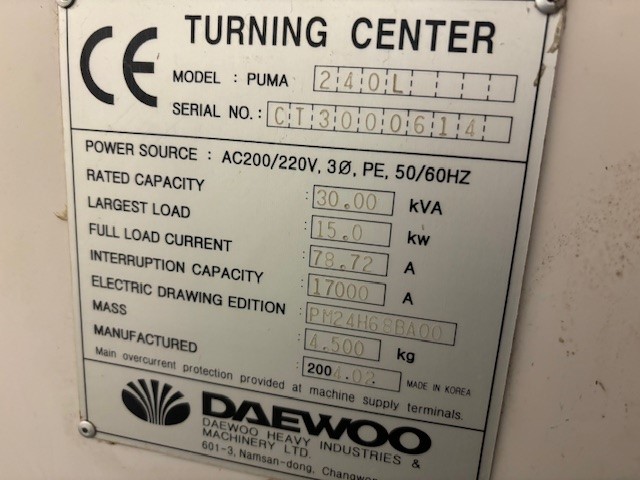 CE
TURNING CENTER
MODEL : PUMA 240L
SERIAL NO. : CT3000614
POWER SOURCE : AC200/220V, 3Ø, PE, 50/60HZ
RATED CAPACITY : 30.00 kVA
LARGEST LOAD : 15.0 kw
FULL LOAD CURRENT : 78.72 A
INTERRUPTION CAPACITY : 17000 A
ELECTRIC DRAWING EDITION : PM24H68BA00
MASS : 4.500 kg
MANUFACTURED : 2004.02 MADE IN KOREA
Main overcurrent protection provided at machine supply terminals.
DAEWOO
DAEWOO HEAVY INDUSTRIES &
MACHINERY LTD.
601-3, Namsan-dong,